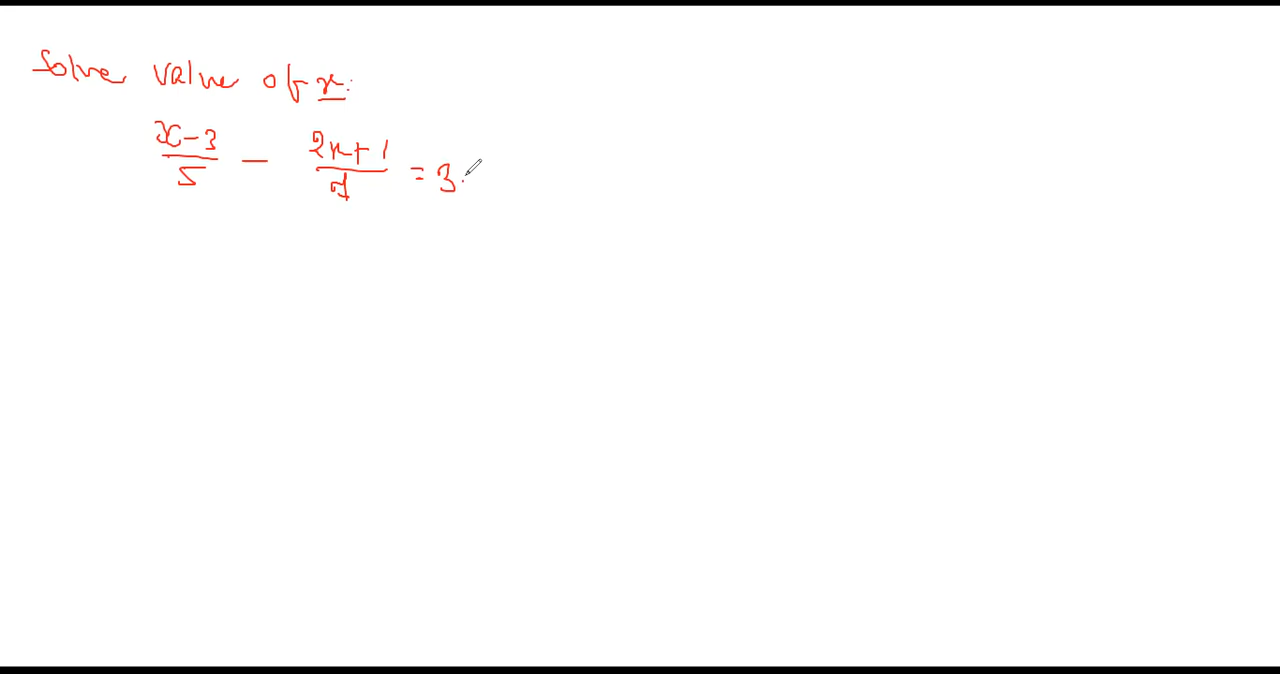 Solve value of x:
x-3/5 - 2x+1/7 = 3.